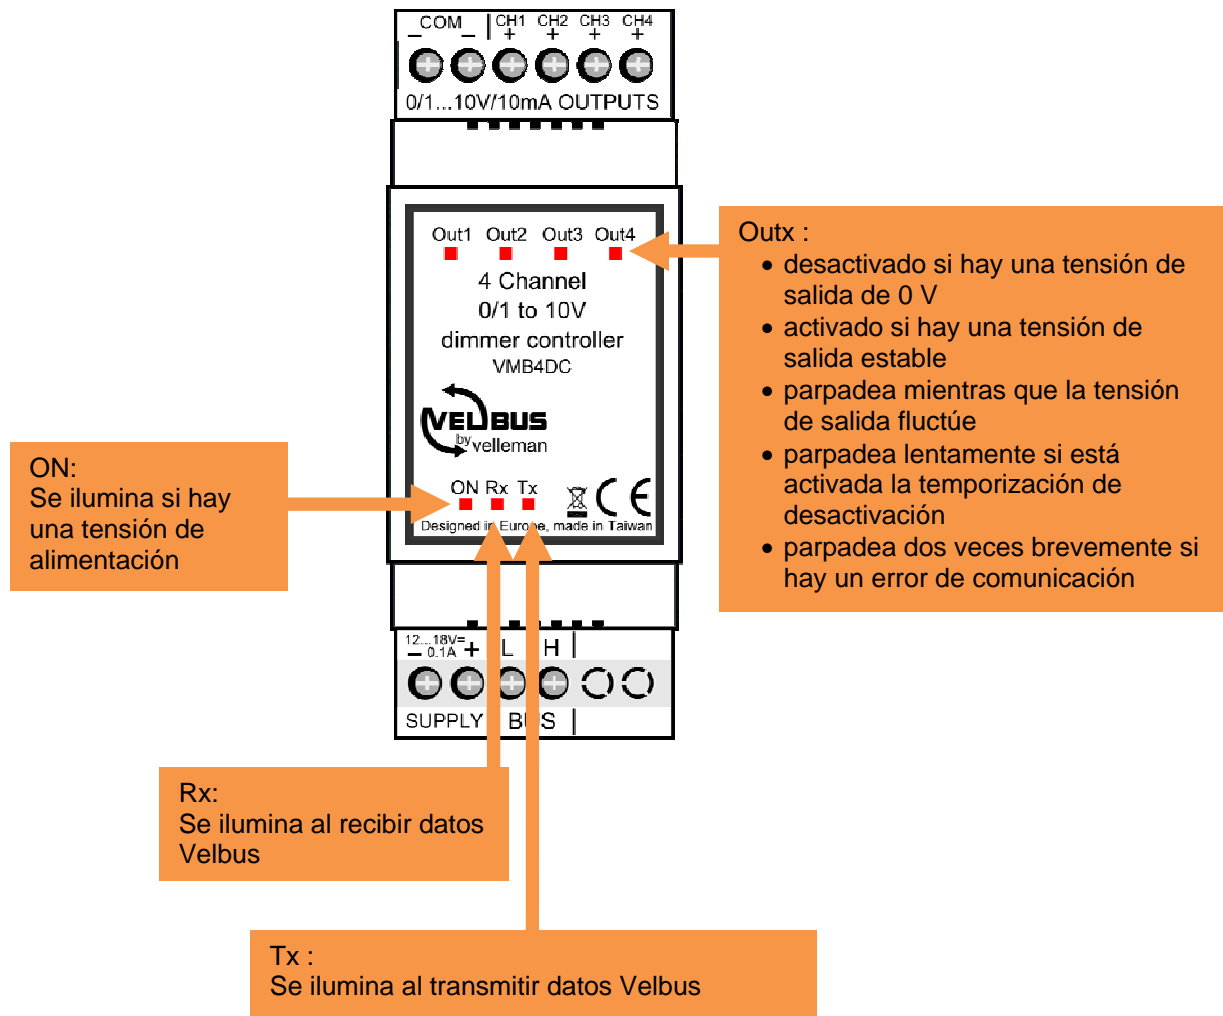 COM | CH1 CH2 CH3 CH4
− − + + + +
0/1...10V/10mA OUTPUTS
Out1 Out2 Out3 Out4
4 Channel
0/1 to 10V
dimmer controller
VMB4DC
VELBUS
by velleman
ON Rx Tx CE
Designed in Europe, made in Taiwan
12...18V=
− 0.1A + L H |
SUPPLY BUS |
Outx :
• desactivado si hay una tensión de
salida de 0 V
• activado si hay una tensión de
salida estable
• parpadea mientras que la tensión
de salida fluctúe
• parpadea lentamente si está
activada la temporización de
desactivación
• parpadea dos veces brevemente si
hay un error de comunicación
ON:
Se ilumina si hay
una tensión de
alimentación
Rx:
Se ilumina al recibir datos
Velbus
Tx :
Se ilumina al transmitir datos Velbus